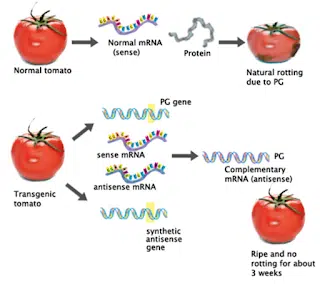 Normal tomato
Normal mRNA
(sense)
Protein
Natural rotting
due to PG
PG gene
sense mRNA
antisense mRNA
Transgenic
tomato
synthetic
antisense
gene
PG
Complementary
mRNA (antisense)
Ripe and no
rotting for about
3 weeks